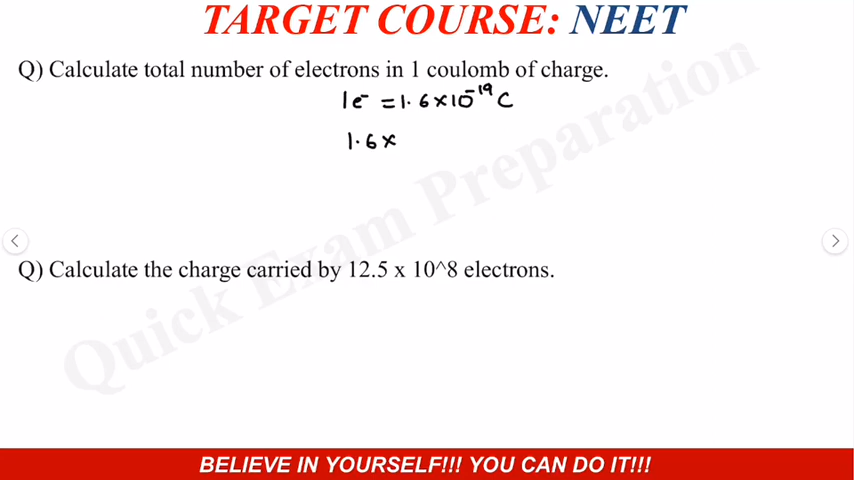 TARGET COURSE: NEET
Q) Calculate total number of electrons in 1 coulomb of charge.
1e⁻ = 1.6×10⁻¹⁹ C
1.6×
Quick Exam Preparation
Q) Calculate the charge carried by 12.5 x 10^8 electrons.
BELIEVE IN YOURSELF!!! YOU CAN DO IT!!!